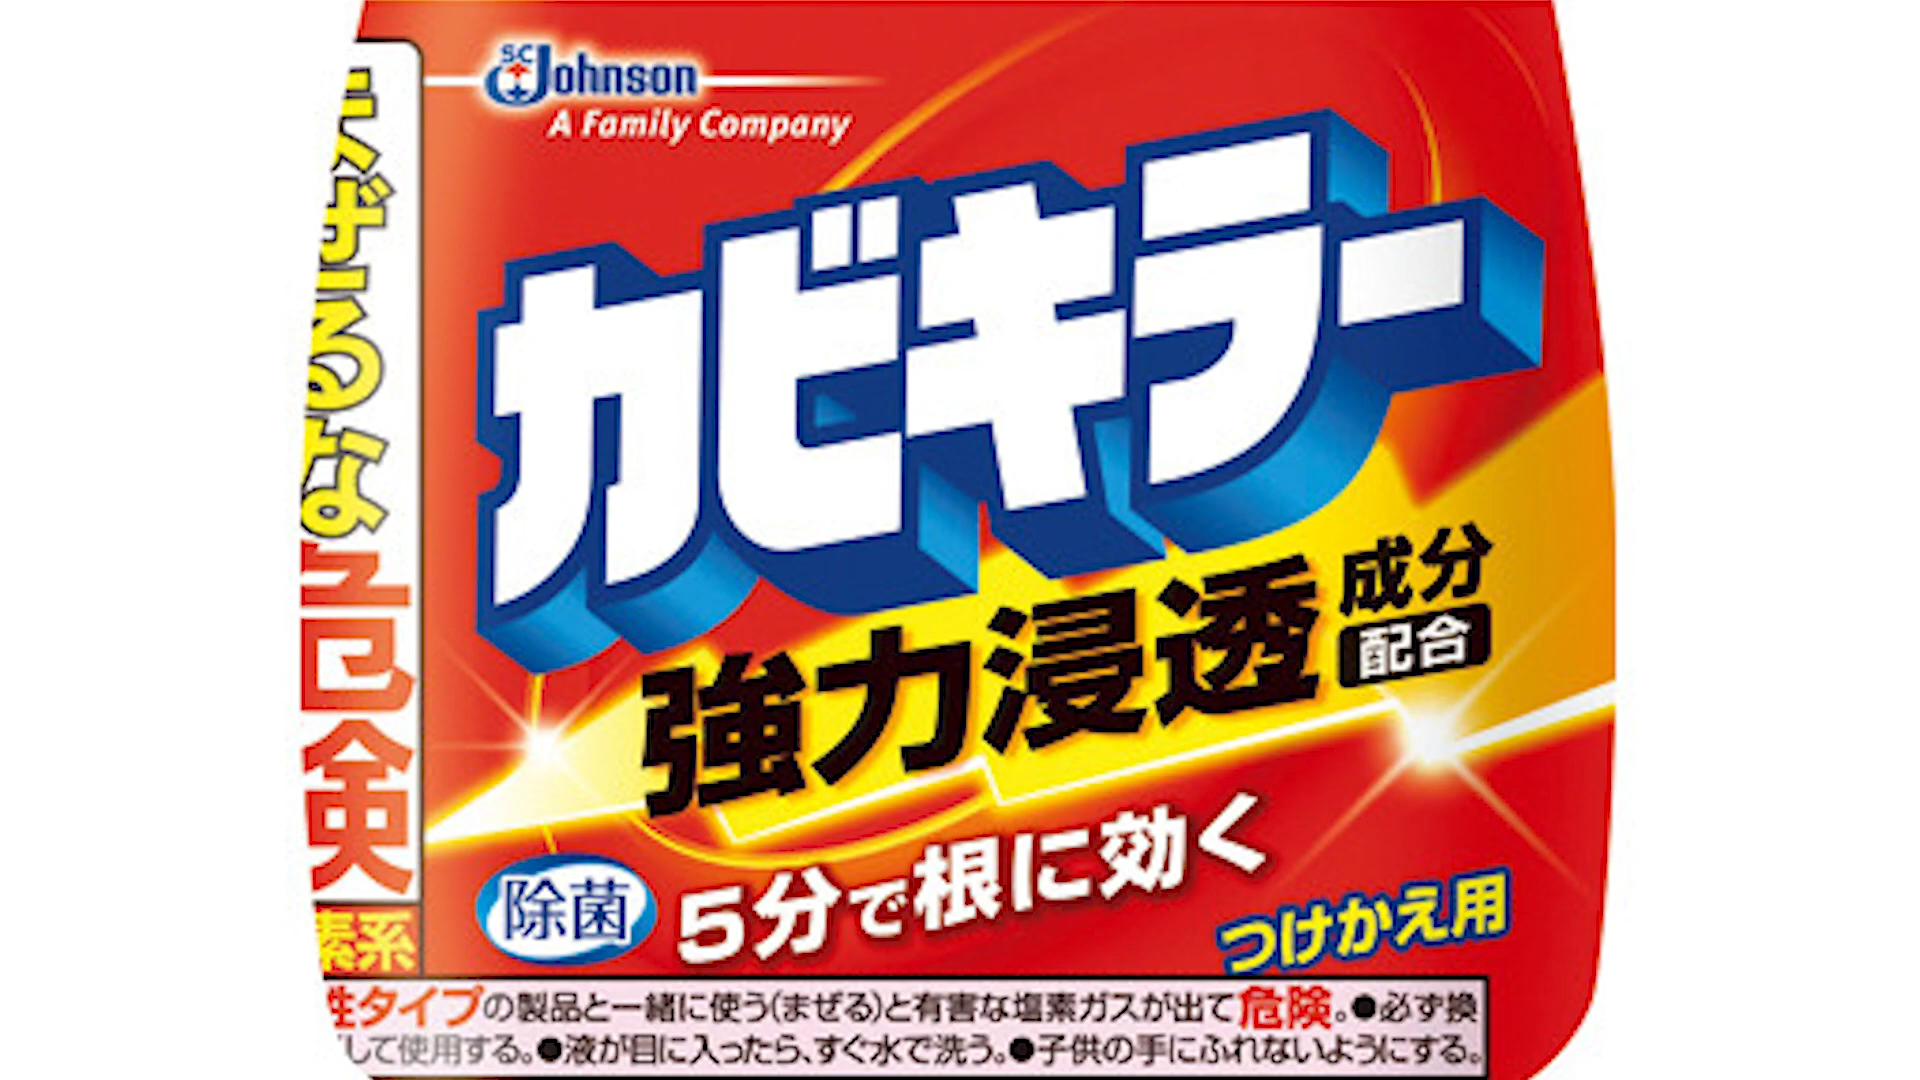 SC Johnson
A Family Company
まぜるな
危険
素系
カビキラー
強力浸透
成分
配合
除菌
5分で根に効く
つけかえ用
性タイプの製品と一緒に使う(まぜる)と有害な塩素ガスが出て危険。●必ず換
して使用する。●液が目に入ったら、すぐ水で洗う。●子供の手にふれないようにする。